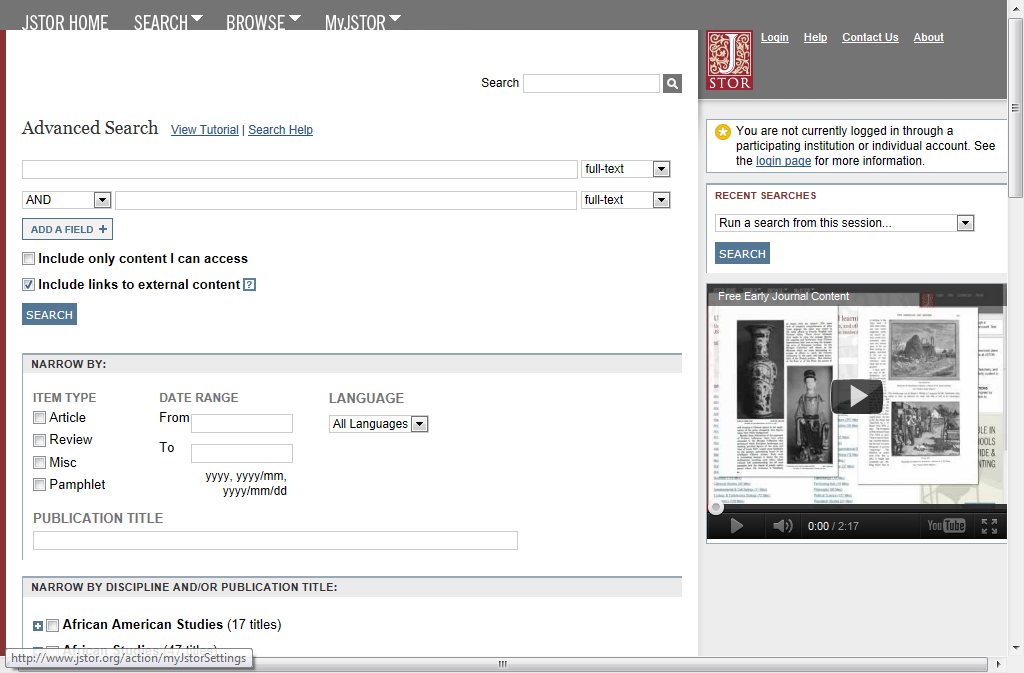 JSTOR HOME SEARCH BROWSE MyJSTOR
Login Help Contact Us About
JSTOR
Search
Advanced Search View Tutorial | Search Help
full-text
AND full-text
ADD A FIELD +
Include only content I can access
Include links to external content ?
SEARCH
NARROW BY:
ITEM TYPE
Article
Review
Misc
Pamphlet
DATE RANGE
From
To
yyyy, yyyy/mm,
yyyy/mm/dd
LANGUAGE
All Languages
PUBLICATION TITLE
NARROW BY DISCIPLINE AND/OR PUBLICATION TITLE:
African American Studies (17 titles)
African Studies (47 titles)
http://www.jstor.org/action/myJstorSettings
You are not currently logged in through a
participating institution or individual account. See
the login page for more information.
RECENT SEARCHES
Run a search from this session...
SEARCH
Free Early Journal Content
0:00 / 2:17
YouTube